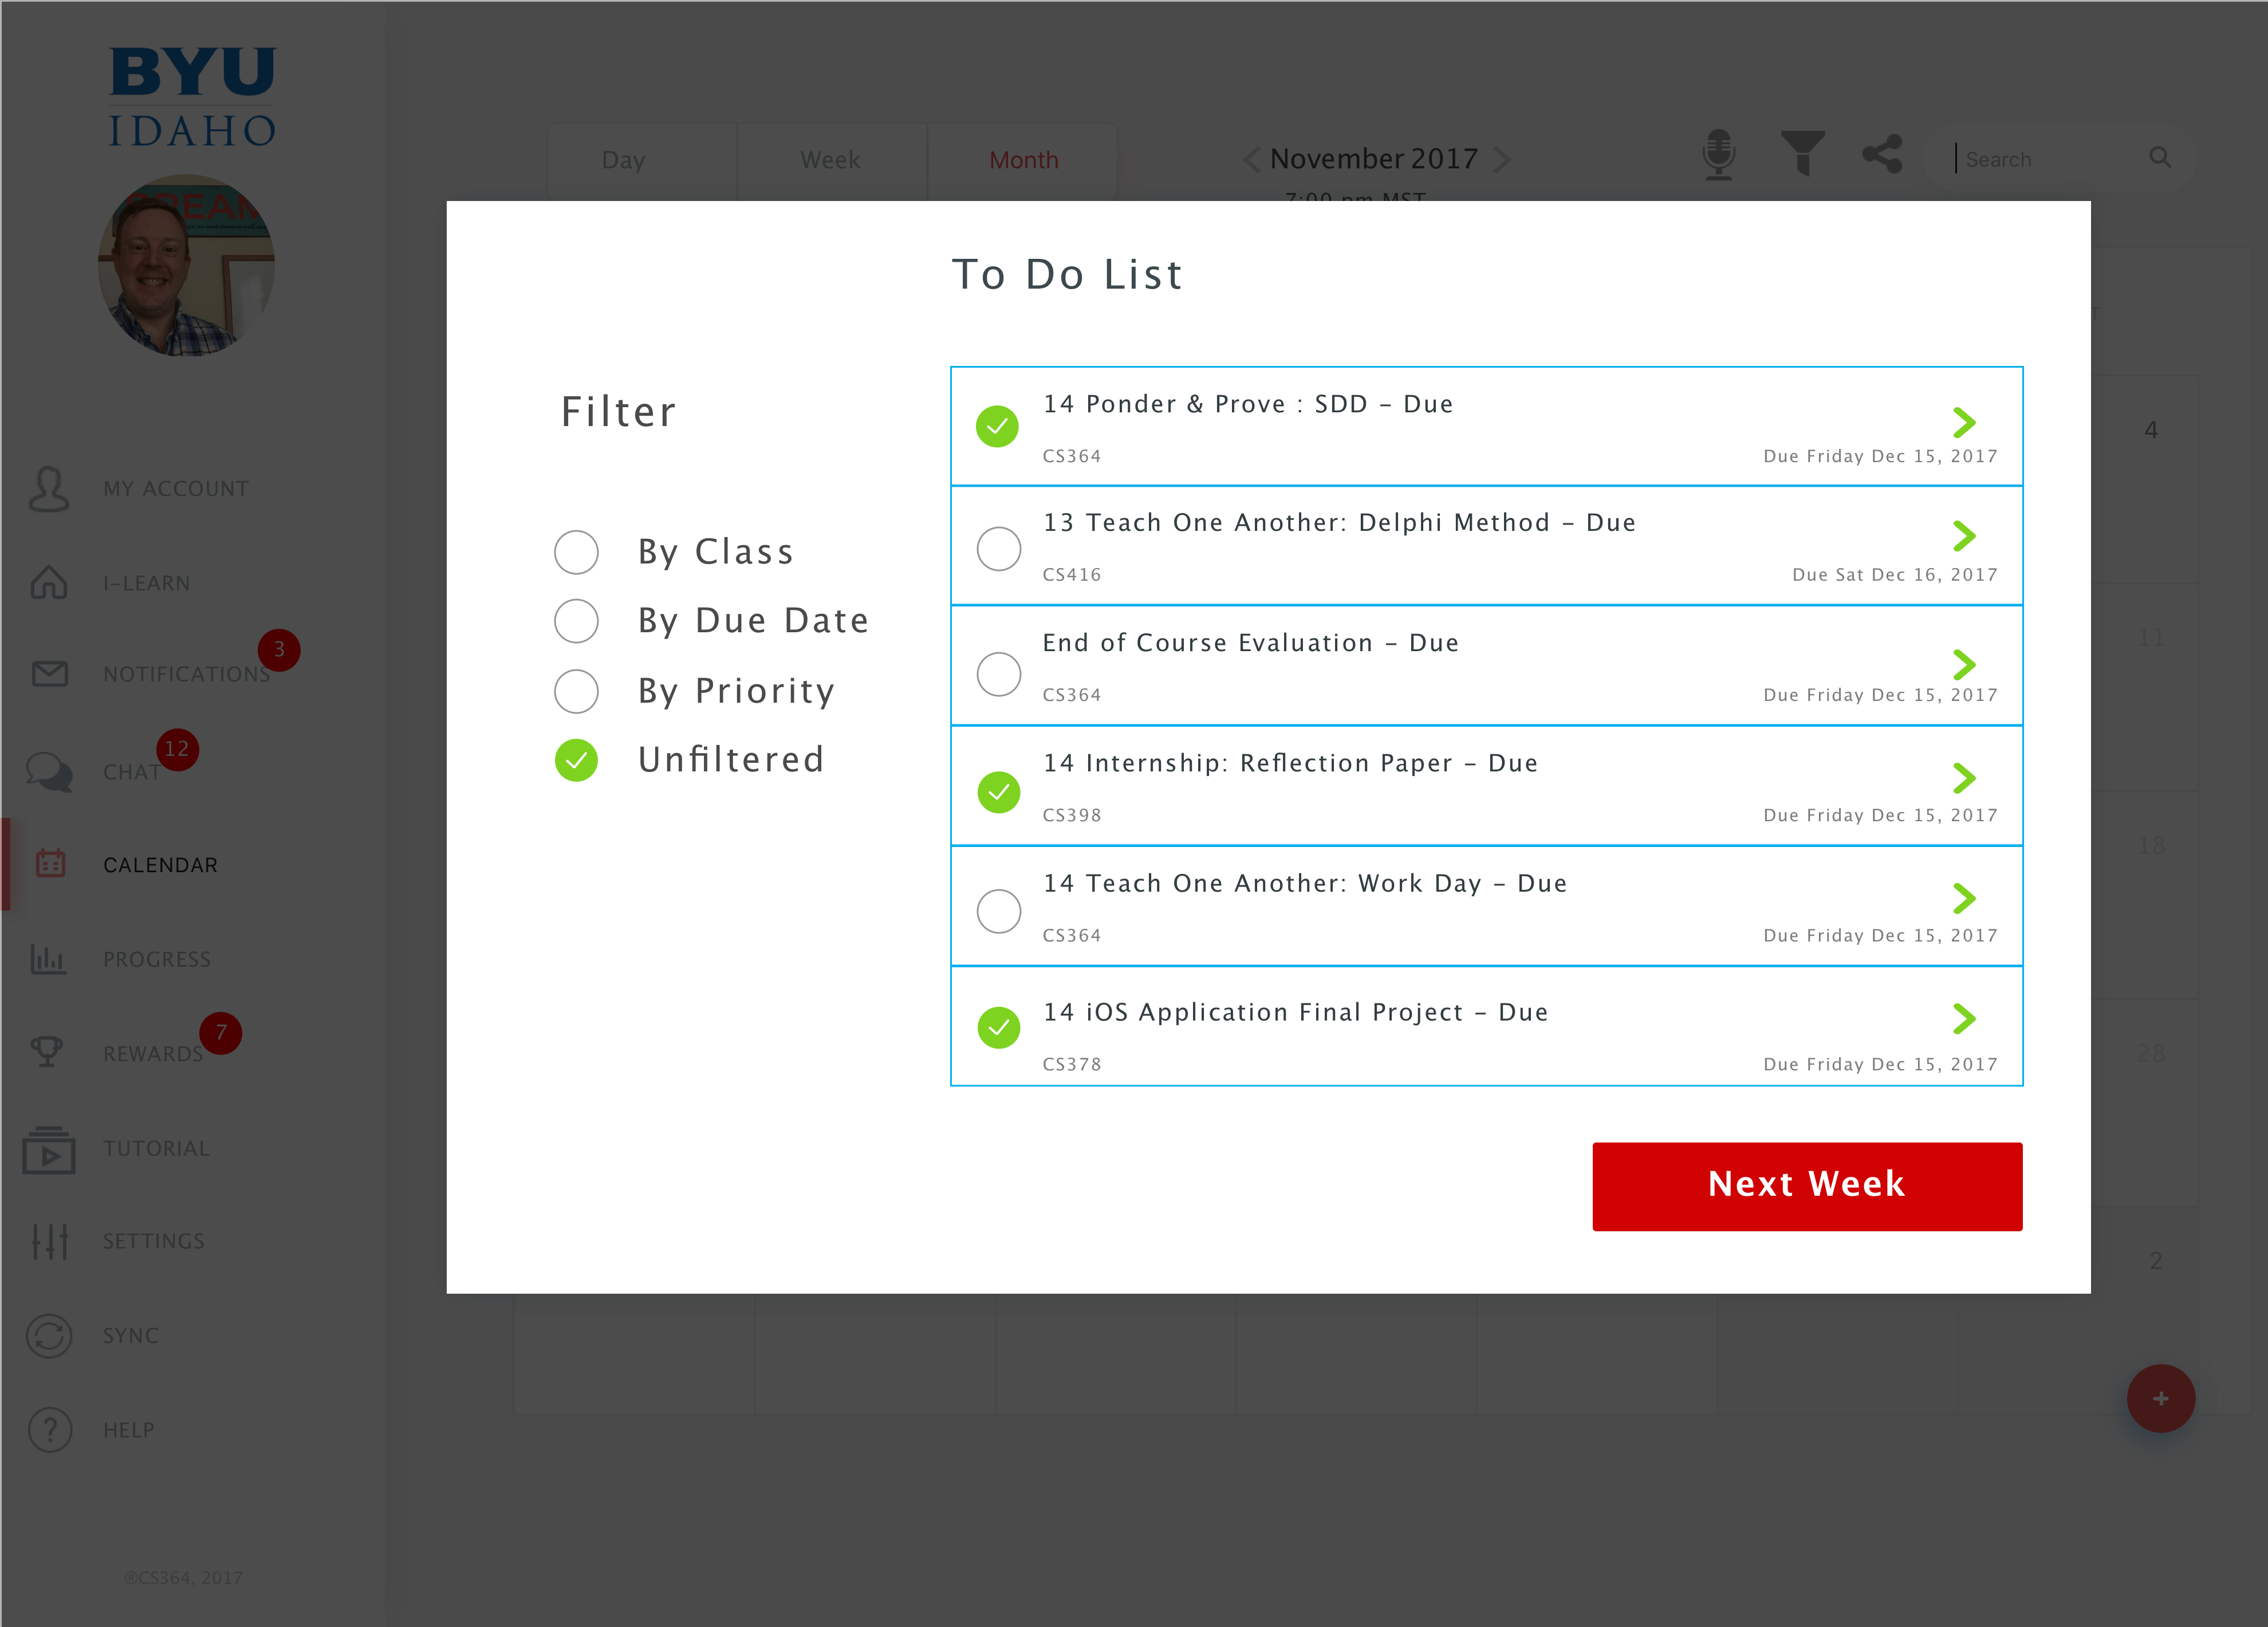 BYU
IDAHO
DREAM
MY ACCOUNT
I-LEARN
NOTIFICATIONS
3
CHAT
12
CALENDAR
PROGRESS
REWARDS
7
TUTORIAL
SETTINGS
SYNC
HELP
®CS364, 2017
Day
Week
Month
November 2017
7:00 pm MST
Search
To Do List
Filter
By Class
By Due Date
By Priority
Unfiltered
14 Ponder & Prove : SDD – Due
CS364
Due Friday Dec 15, 2017
13 Teach One Another: Delphi Method – Due
CS416
Due Sat Dec 16, 2017
End of Course Evaluation – Due
CS364
Due Friday Dec 15, 2017
14 Internship: Reflection Paper – Due
CS398
Due Friday Dec 15, 2017
14 Teach One Another: Work Day – Due
CS364
Due Friday Dec 15, 2017
14 iOS Application Final Project – Due
CS378
Due Friday Dec 15, 2017
Next Week
T
4
11
18
28
2
+